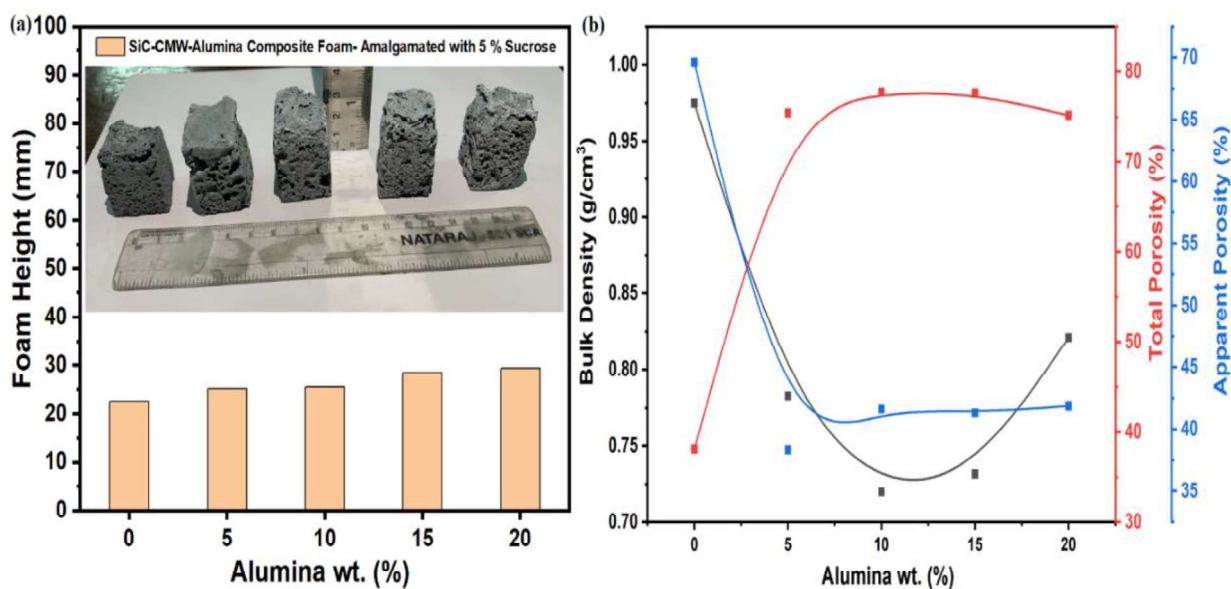 (a)
Foam Height (mm)
100
90
80
70
60
50
40
30
20
10
0
SiC-CMW-Alumina Composite Foam- Amalgamated with 5 % Sucrose
NATARAJ
0 5 10 15 20
Alumina wt. (%)
(b)
Bulk Density (g/cm³)
1.00
0.95
0.90
0.85
0.80
0.75
0.70
0 5 10 15 20
Alumina wt. (%)
80
70
60
50
40
30
Total Porosity (%)
70
65
60
55
50
45
40
35
Apparent Porosity (%)